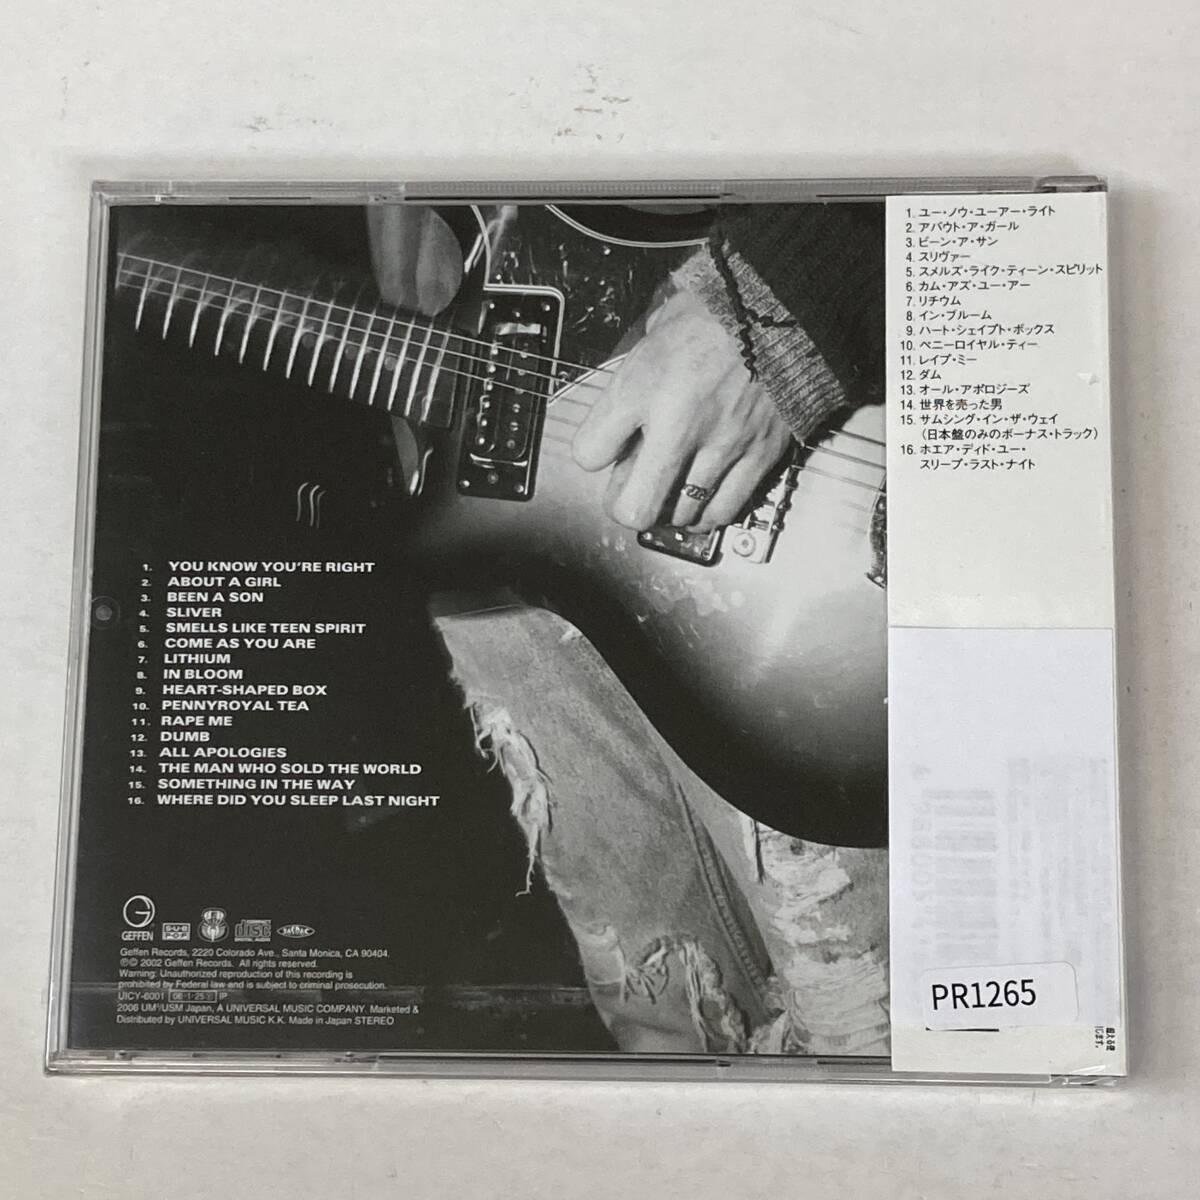 1. YOU KNOW YOU'RE RIGHT
2. ABOUT A GIRL
3. BEEN A SON
4. SLIVER
5. SMELLS LIKE TEEN SPIRIT
6. COME AS YOU ARE
7. LITHIUM
8. IN BLOOM
9. HEART-SHAPED BOX
10. PENNYROYAL TEA
11. RAPE ME
12. DUMB
13. ALL APOLOGIES
14. THE MAN WHO SOLD THE WORLD
15. SOMETHING IN THE WAY
16. WHERE DID YOU SLEEP LAST NIGHT
GEFFEN
SUB POP
disc
DIGITAL AUDIO
Geffen Records, 2220 Colorado Ave., Santa Monica, CA 90404.
℗© 2002 Geffen Records. All rights reserved.
Warning: Unauthorized reproduction of this recording is
prohibited by Federal law and is subject to criminal prosecution.
UICY-6001 06·1·25 IP
2006 UM³/USM Japan, A UNIVERSAL MUSIC COMPANY. Marketed &
Distributed by UNIVERSAL MUSIC K.K. Made in Japan STEREO
1. ユー・ノウ・ユーアー・ライト
2. アバウト・ア・ガール
3. ビーン・ア・サン
4. スリヴァー
5. スメルズ・ライク・ティーン・スピリット
6. カム・アズ・ユー・アー
7. リチウム
8. イン・ブルーム
9. ハート・シェイプト・ボックス
10. ペニーロイヤル・ティー
11. レイプ・ミー
12. ダム
13. オール・アポロジーズ
14. 世界を売った男
15. サムシング・イン・ザ・ウェイ
（日本盤のみのボーナス・トラック）
16. ホエア・ディド・ユー・
スリープ・ラスト・ナイト
PR1265